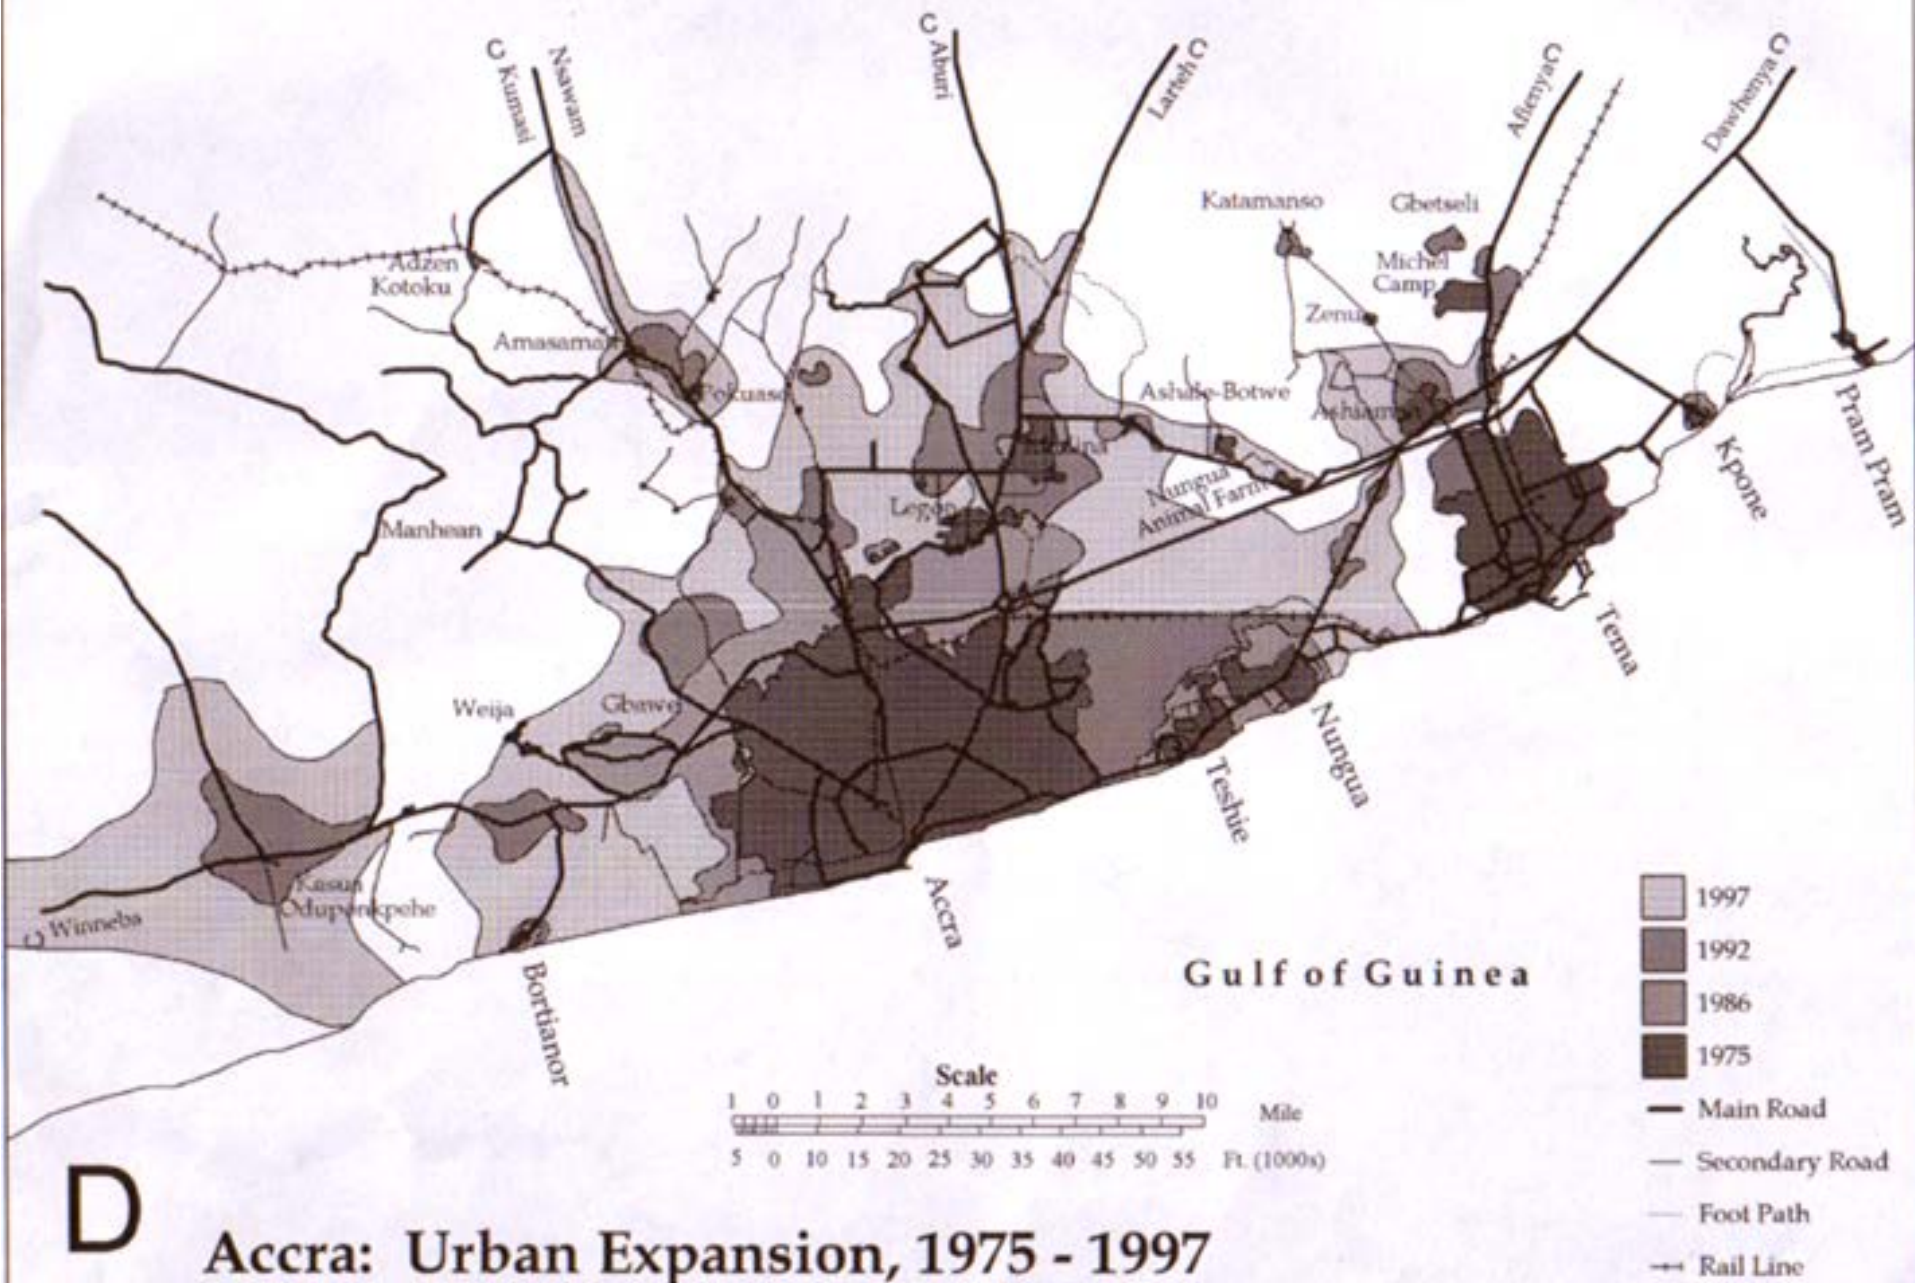 Kumasi
Nsawam
Aburi
Larteh
Afienya
Dawhenya
Katamanso
Gbetseli
Adzen
Kotoku
Michel
Camp
Zenu
Amasaman
Pokuase
Ashale-Botwe
Ashiaman
Pram Pram
Kpone
Nungua
Animal Farm
Legon
Manhean
Tema
Weija
Gbawe
Nungua
Teshie
Kasua
Oduponkpehe
Winneba
Accra
Bortianor
Gulf of Guinea
1997
1992
1986
1975
Main Road
Secondary Road
Foot Path
Rail Line
Scale
1 0 1 2 3 4 5 6 7 8 9 10 Mile
5 0 10 15 20 25 30 35 40 45 50 55 Ft. (1000s)
D
Accra: Urban Expansion, 1975 - 1997